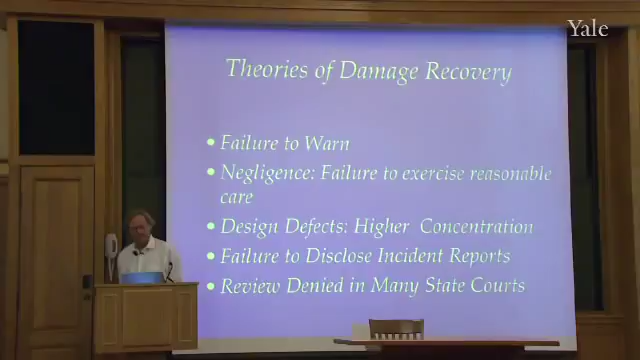 Yale
Theories of Damage Recovery
• Failure to Warn
• Negligence: Failure to exercise reasonable
care
• Design Defects: Higher Concentration
• Failure to Disclose Incident Reports
• Review Denied in Many State Courts